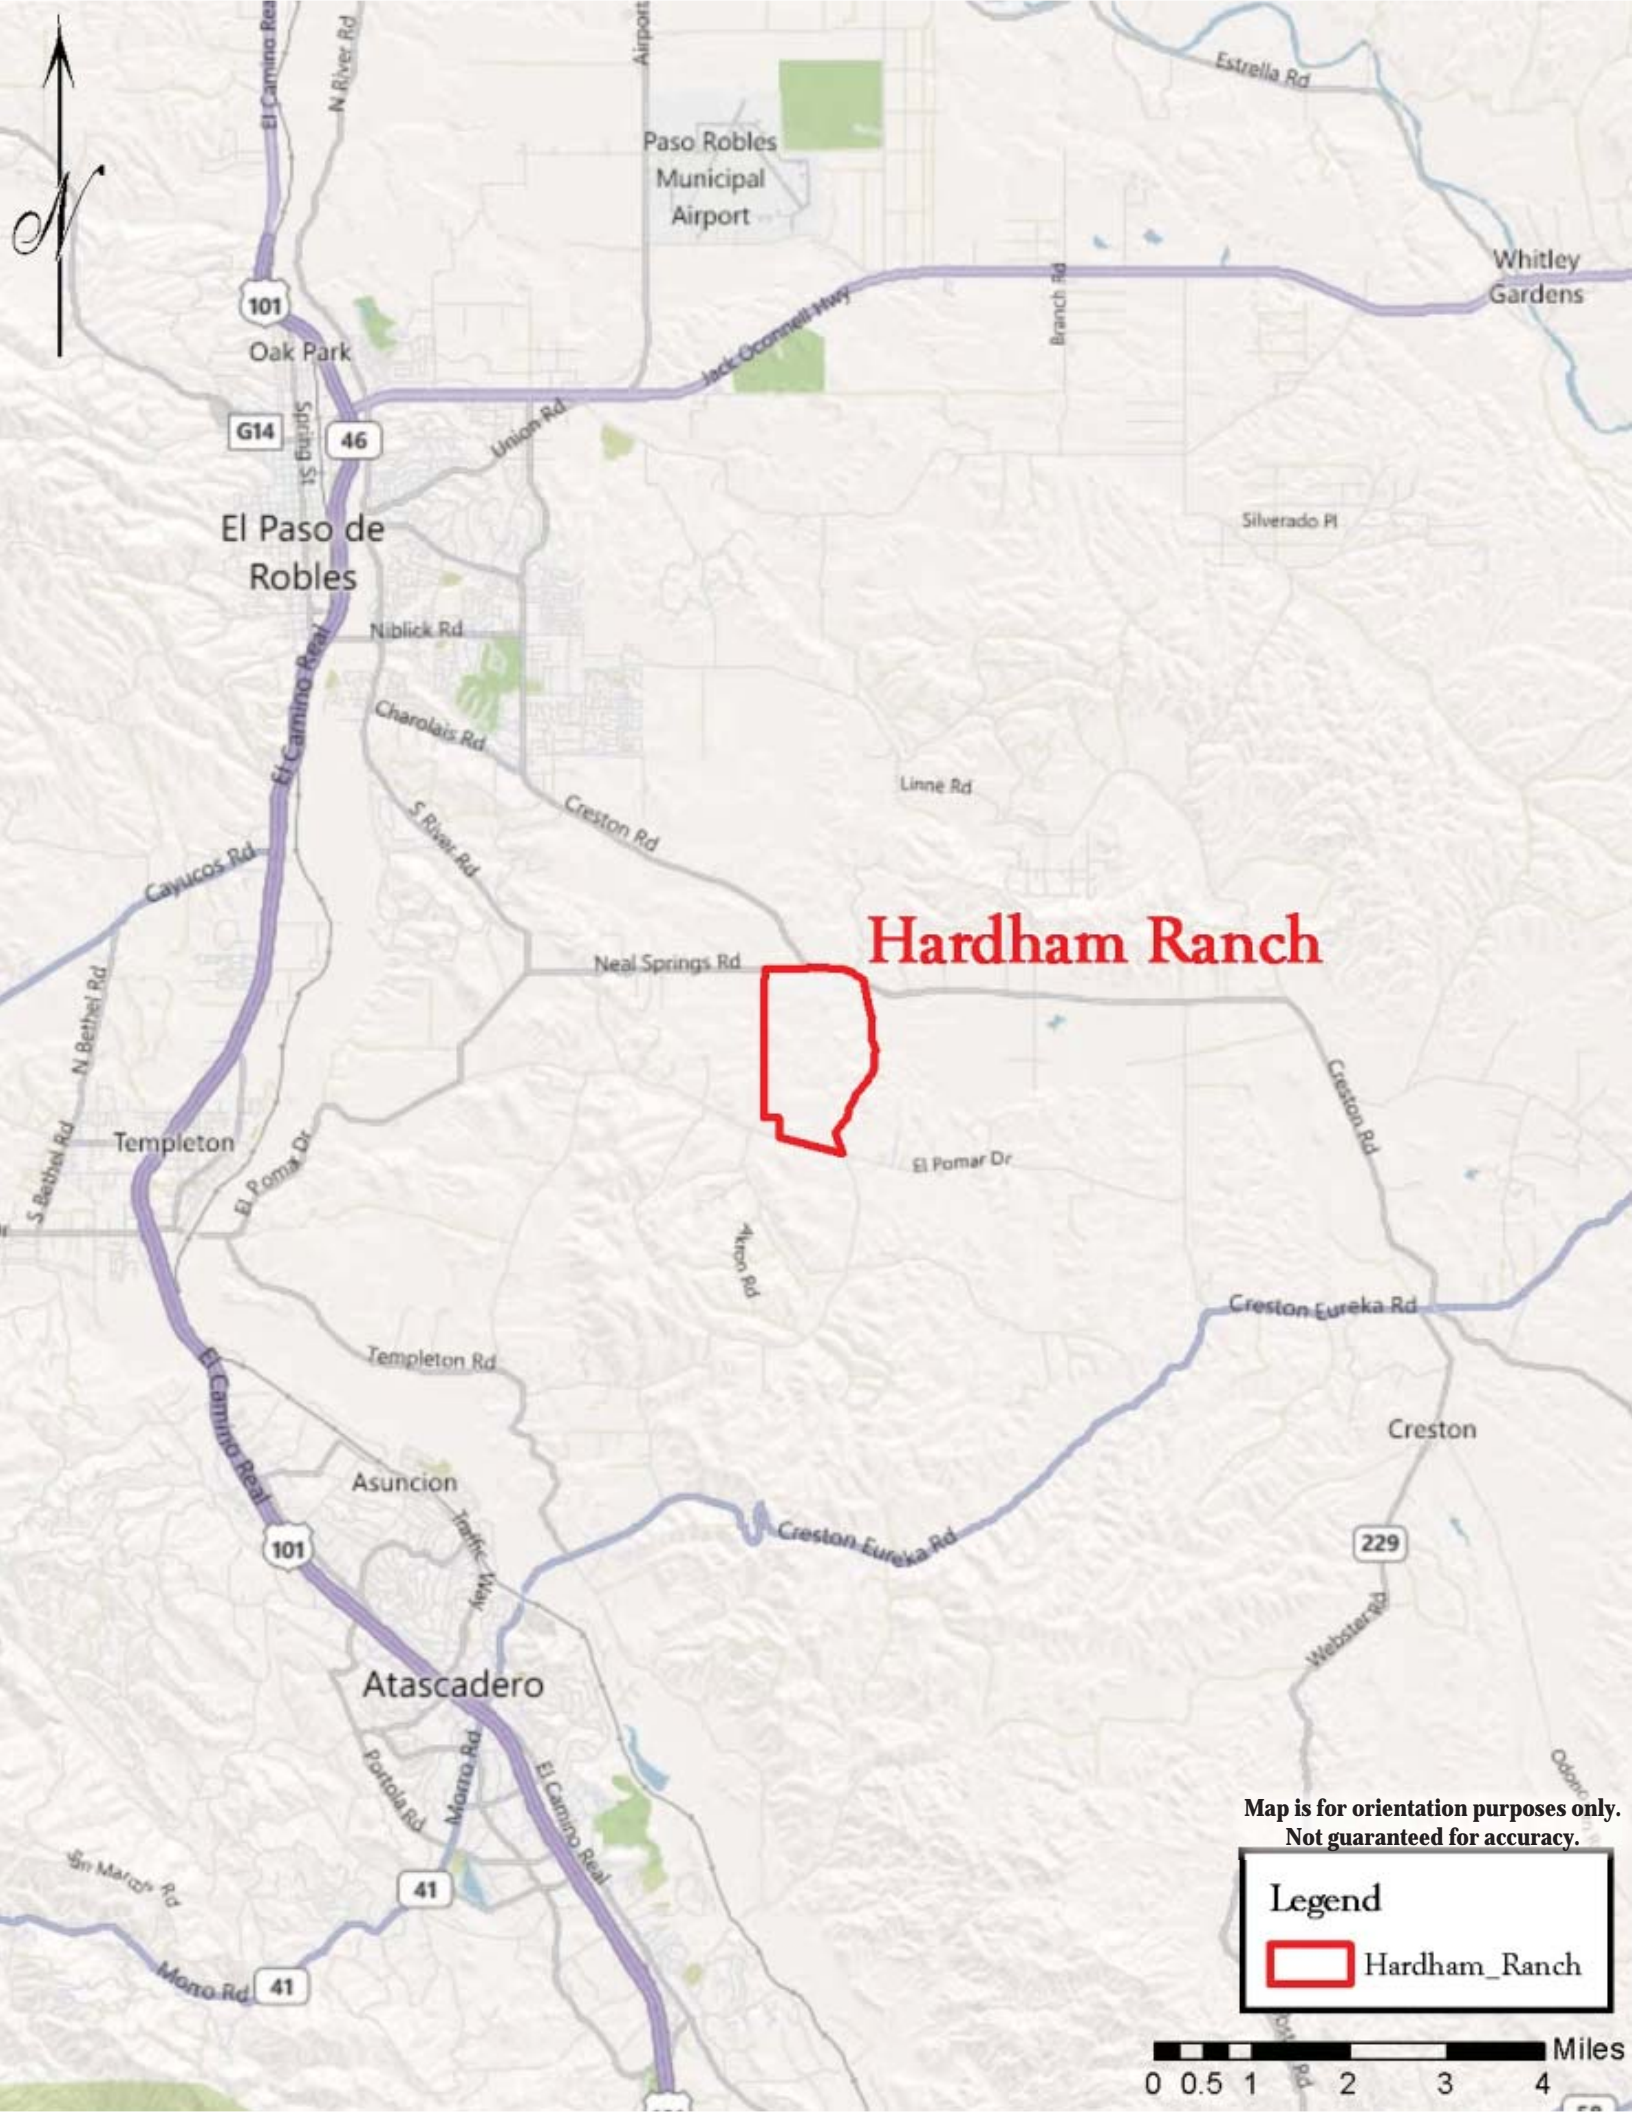 El Camino Rea
N River Rd
Airport
Estrella Rd
Paso Robles
Municipal
Airport
N
Whitley
Gardens
101
Oak Park
Jack Oconnell Hwy
Branch Rd
G14
Spring St
46
Union Rd
El Paso de
Robles
Silverado Pl
Niblick Rd
El Camino Real
Charolais Rd
Linne Rd
S River Rd
Creston Rd
Cayucos Rd
Hardham Ranch
Neal Springs Rd
N Bethel Rd
Creston Rd
Templeton
S Bethel Rd
El Pomar Dr
El Pomar Dr
Akron Rd
Creston Eureka Rd
Templeton Rd
El Camino Real
Creston
Asuncion
Traffic Way
Creston Eureka Rd
101
229
Webster Rd
Atascadero
Portola Rd
Morro Rd
El Camino Real
Map is for orientation purposes only.
Not guaranteed for accuracy.
41
Legend
Hardham_Ranch
Morro Rd
41
Miles
0 0.5 1 2 3 4